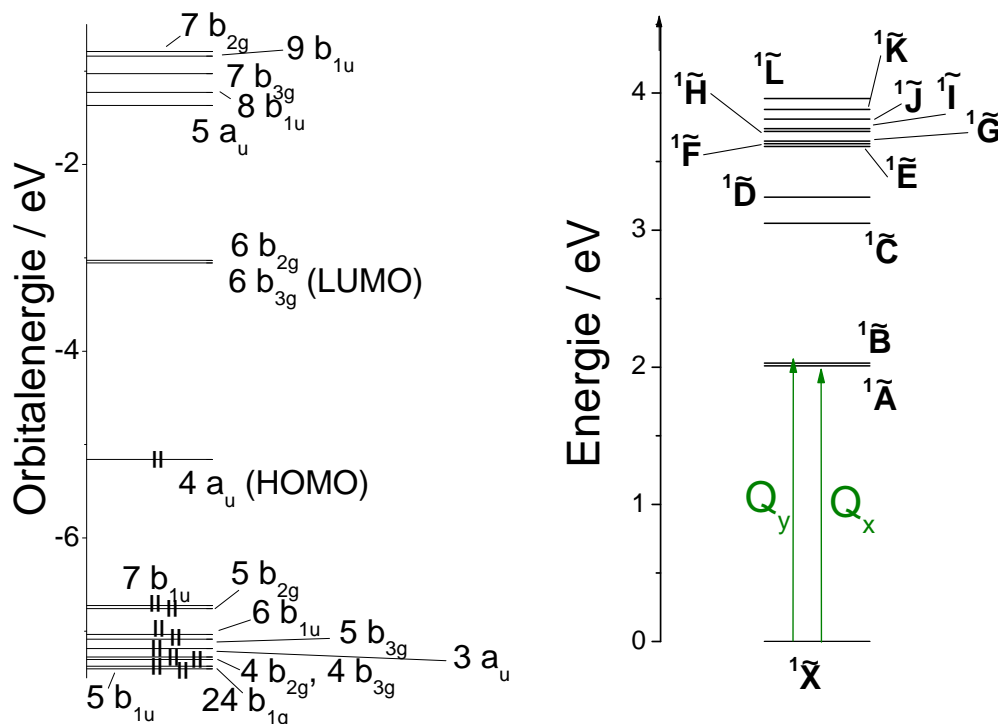 7 b2g
9 b1u
7 b3g
8 b1u
5 au
-2
6 b2g
6 b3g (LUMO)
-4
4 au (HOMO)
-6
7 b1u
5 b2g
6 b1u
5 b3g
3 au
4 b2g, 4 b3g
5 b1u
24 b1g
Orbitalenergie / eV
1L̃
1K̃
1H̃
1J̃
1Ĩ
4
1G̃
1F̃
1Ẽ
1D̃
3
1C̃
1B̃
2
1Ã
Qy
Qx
1
0
1X̃
Energie / eV